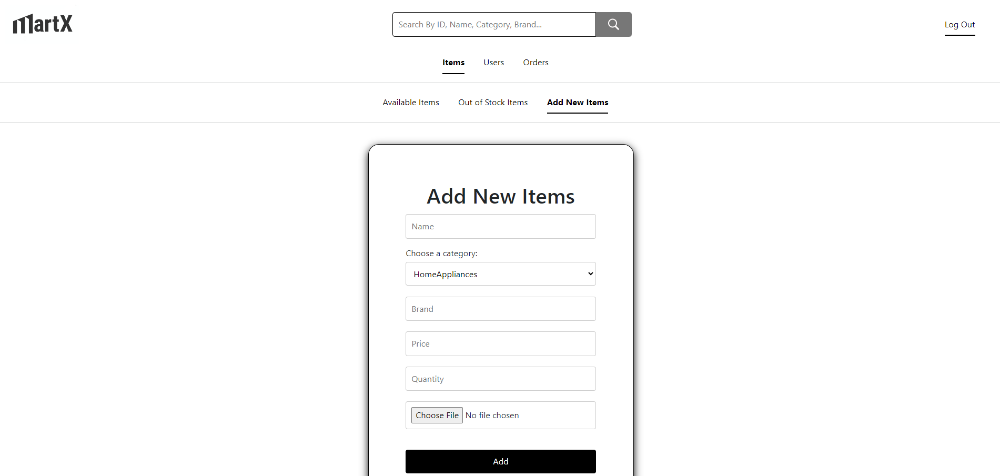 martX
Search By ID, Name, Category, Brand...
Log Out
Items Users Orders
Available Items Out of Stock Items Add New Items
Add New Items
Name
Choose a category:
HomeAppliances
Brand
Price
Quantity
Choose File No file chosen
Add